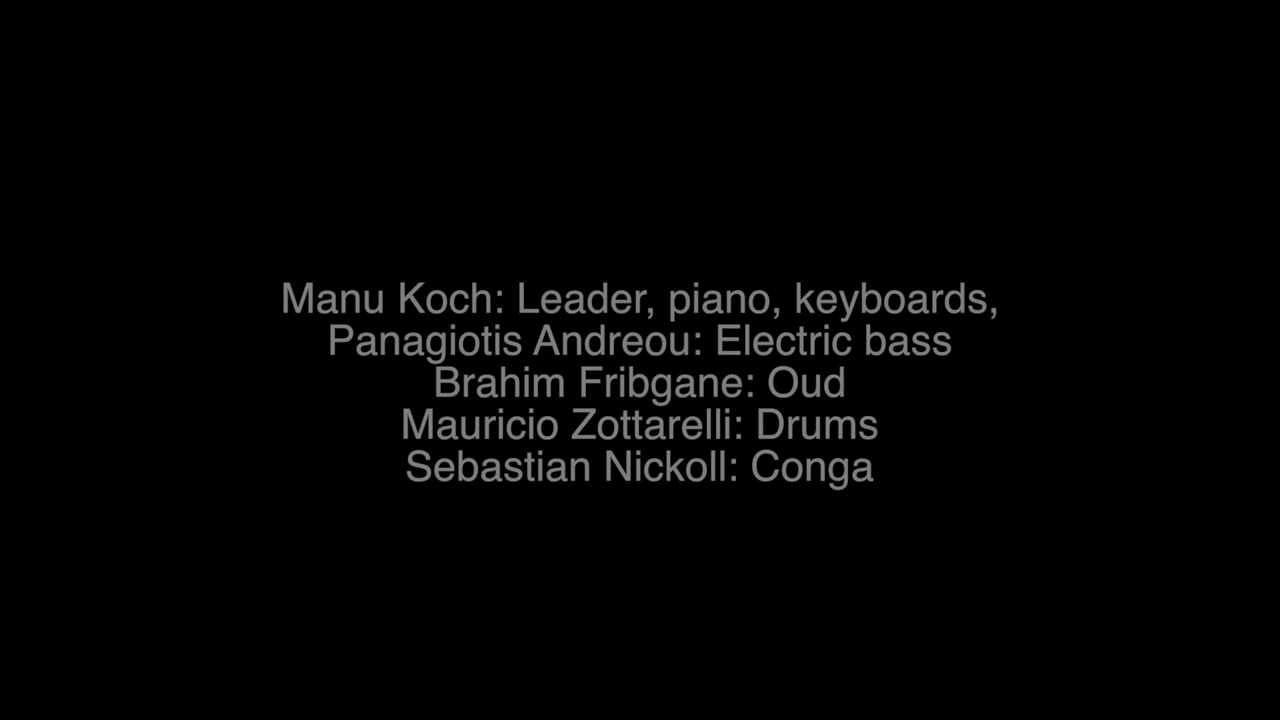 Manu Koch: Leader, piano, keyboards,
Panagiotis Andreou: Electric bass
Brahim Fribgane: Oud
Mauricio Zottarelli: Drums
Sebastian Nickoll: Conga